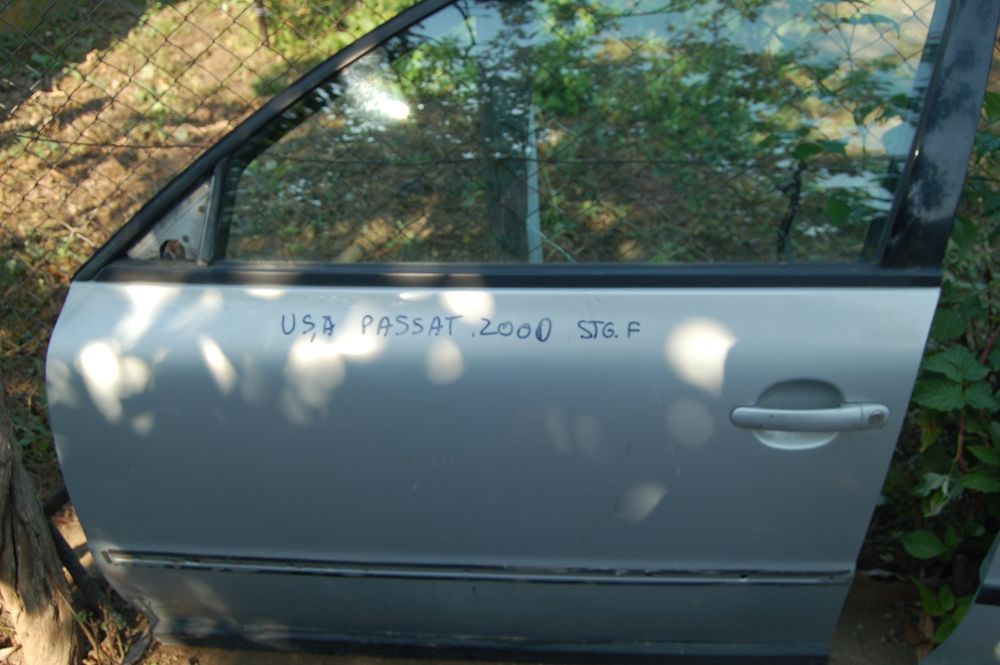 USA PASSAT 2000 STG. F